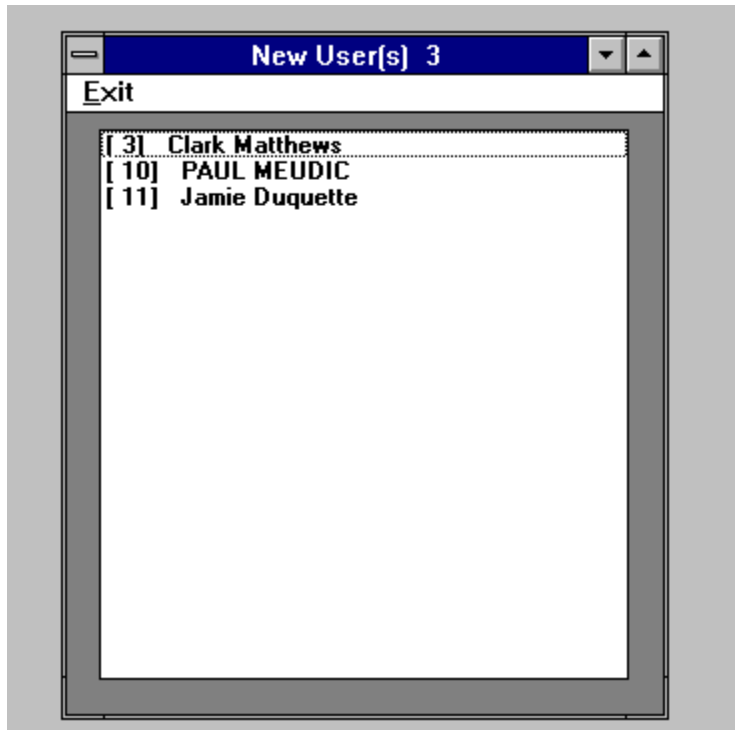 New User(s) 3
Exit
[ 3] Clark Matthews
[ 10] PAUL MEUDIC
[ 11] Jamie Duquette